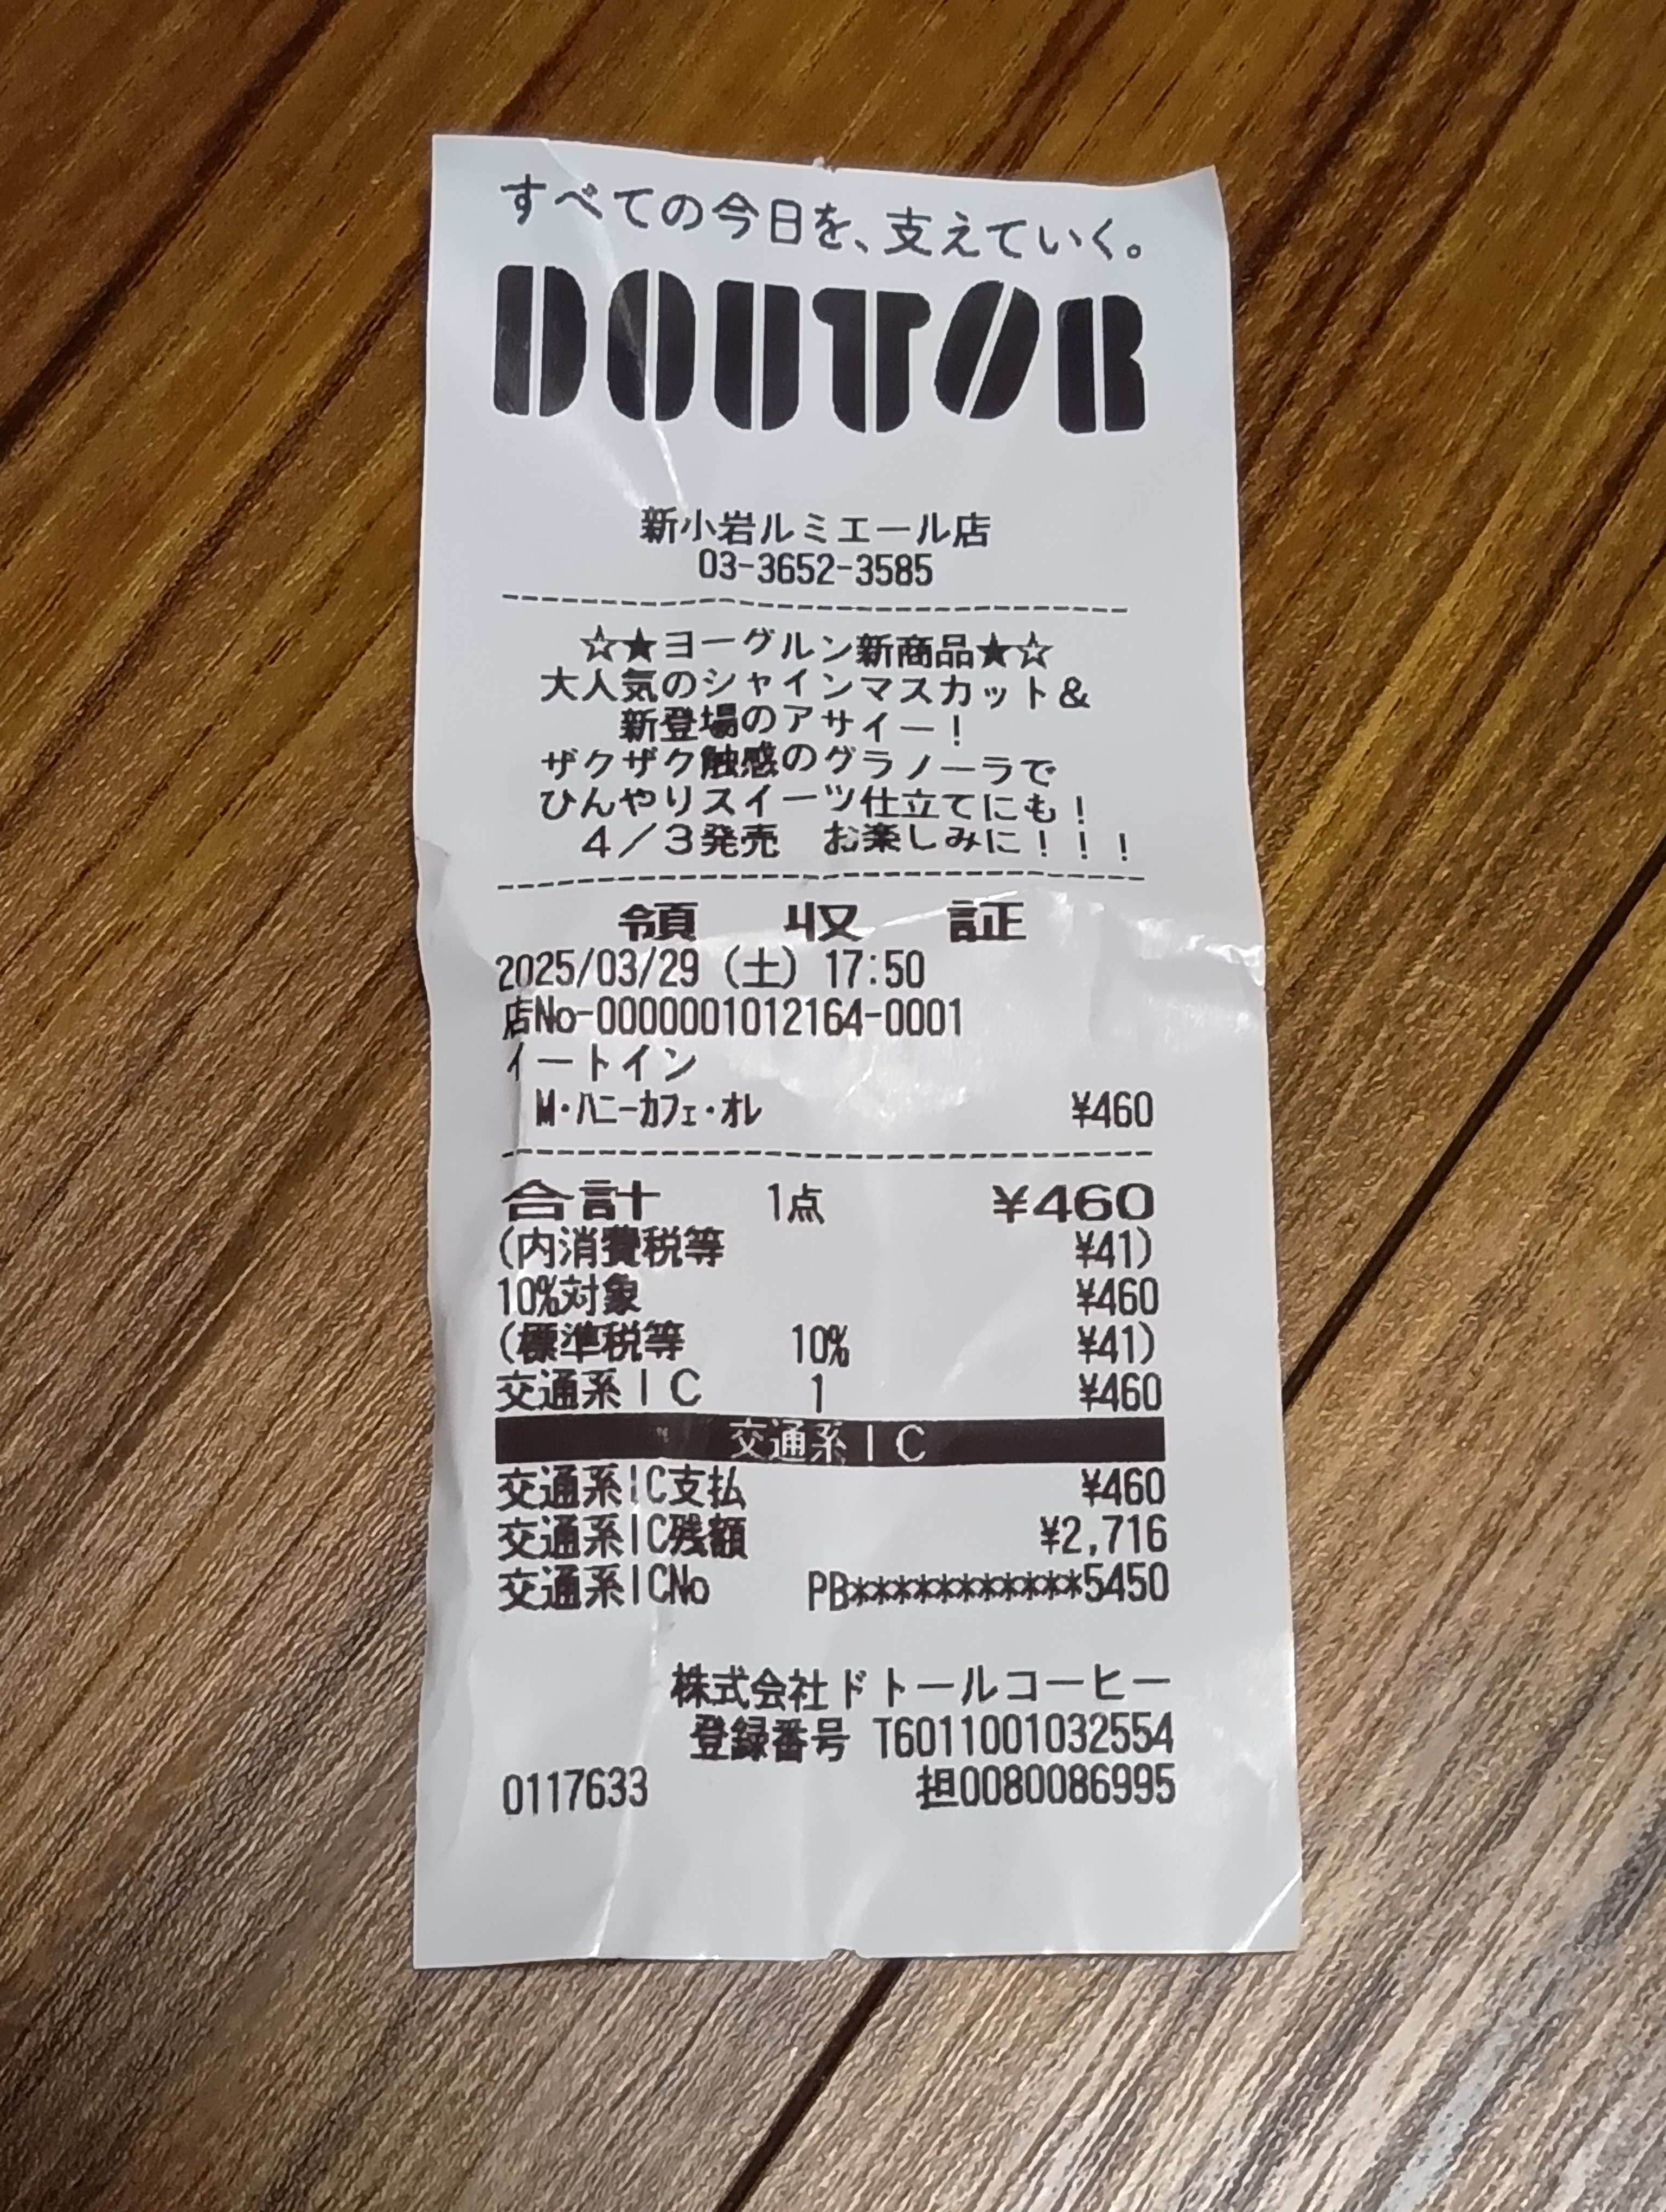 すべての今日を、支えていく。
DOUTOR
新小岩ルミエール店
03-3652-3585
☆★ヨーグルン新商品★☆
大人気のシャインマスカット＆
新登場のアサイー！
ザクザク触感のグラノーラで
ひんやりスイーツ仕立てにも！
４／３発売　お楽しみに！！！
領　収　証
2025/03/29 (土) 17:50
店No-0000001012164-0001
イートイン
M・ﾊﾆｰｶﾌｪ・ｵﾚ ¥460
合計 1点 ¥460
(内消費税等 ¥41)
10%対象 ¥460
(標準税等 10% ¥41)
交通系ＩＣ 1 ¥460
交通系ＩＣ
交通系IC支払 ¥460
交通系IC残額 ¥2,716
交通系ICNo PB***********5450
株式会社ドトールコーヒー
登録番号 T6011001032554
0117633 担0080086995